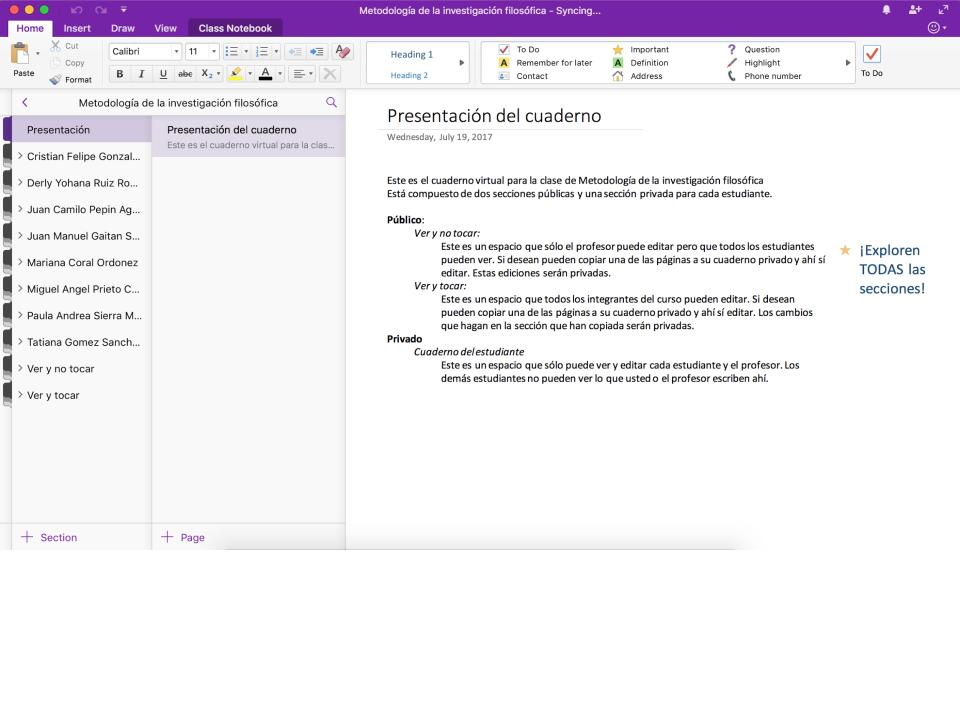 Metodología de la investigación filosófica - Syncing...
Home Insert Draw View Class Notebook
Paste
Cut
Copy
Format
Calibri 11
B I U abc X₂ A
Heading 1
Heading 2
To Do Important Question
Remember for later Definition Highlight
Contact Address Phone number
To Do
Metodología de la investigación filosófica
Presentación
Cristian Felipe Gonzal...
Derly Yohana Ruiz Ro...
Juan Camilo Pepin Ag...
Juan Manuel Gaitan S...
Mariana Coral Ordonez
Miguel Angel Prieto C...
Paula Andrea Sierra M...
Tatiana Gomez Sanch...
Ver y no tocar
Ver y tocar
+ Section
Presentación del cuaderno
Este es el cuaderno virtual para la clas...
+ Page
Presentación del cuaderno
Wednesday, July 19, 2017
Este es el cuaderno virtual para la clase de Metodología de la investigación filosófica
Está compuesto de dos secciones públicas y una sección privada para cada estudiante.
Público:
Ver y no tocar:
Este es un espacio que sólo el profesor puede editar pero que todos los estudiantes
pueden ver. Si desean pueden copiar una de las páginas a su cuaderno privado y ahí sí
editar. Estas ediciones serán privadas.
Ver y tocar:
Este es un espacio que todos los integrantes del curso pueden editar. Si desean
pueden copiar una de las páginas a su cuaderno privado y ahí sí editar. Los cambios
que hagan en la sección que han copiada serán privadas.
Privado
Cuaderno del estudiante
Este es un espacio que sólo puede ver y editar cada estudiante y el profesor. Los
demás estudiantes no pueden ver lo que usted o el profesor escriben ahí.
¡Exploren
TODAS las
secciones!